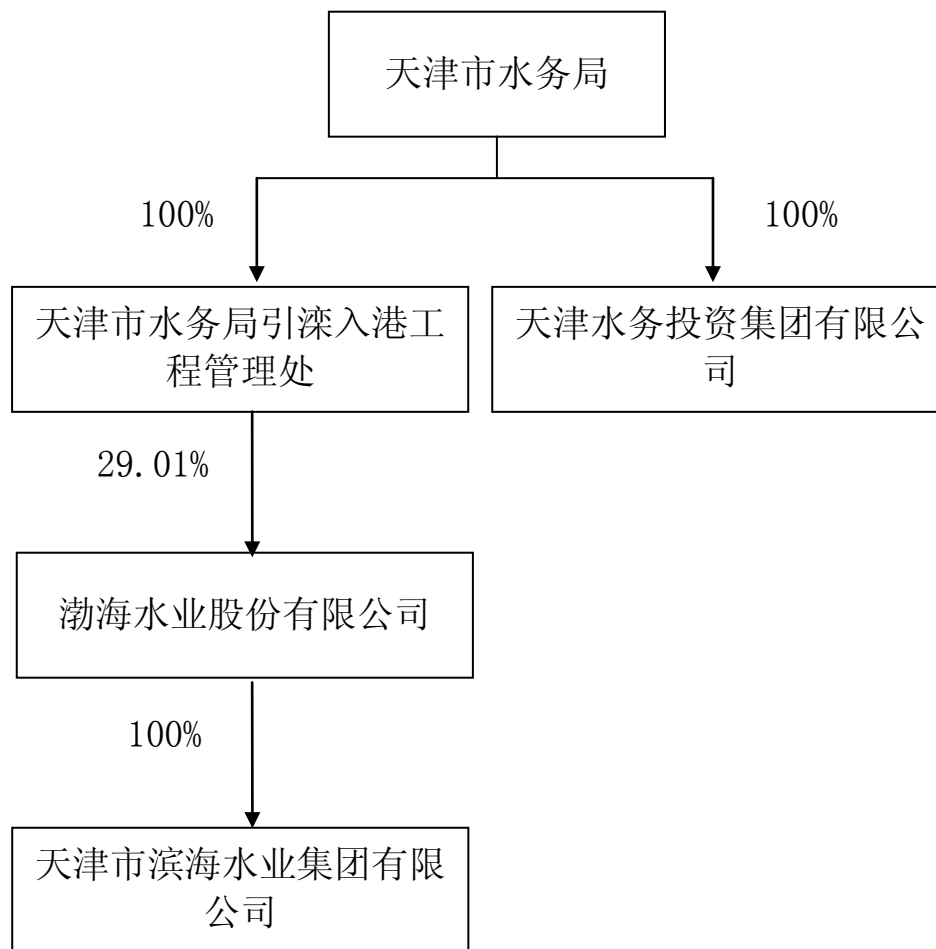 天津市水务局
100%
100%
天津市水务局引滦入港工
程管理处
天津水务投资集团有限公
司
29.01%
渤海水业股份有限公司
100%
天津市滨海水业集团有限
公司